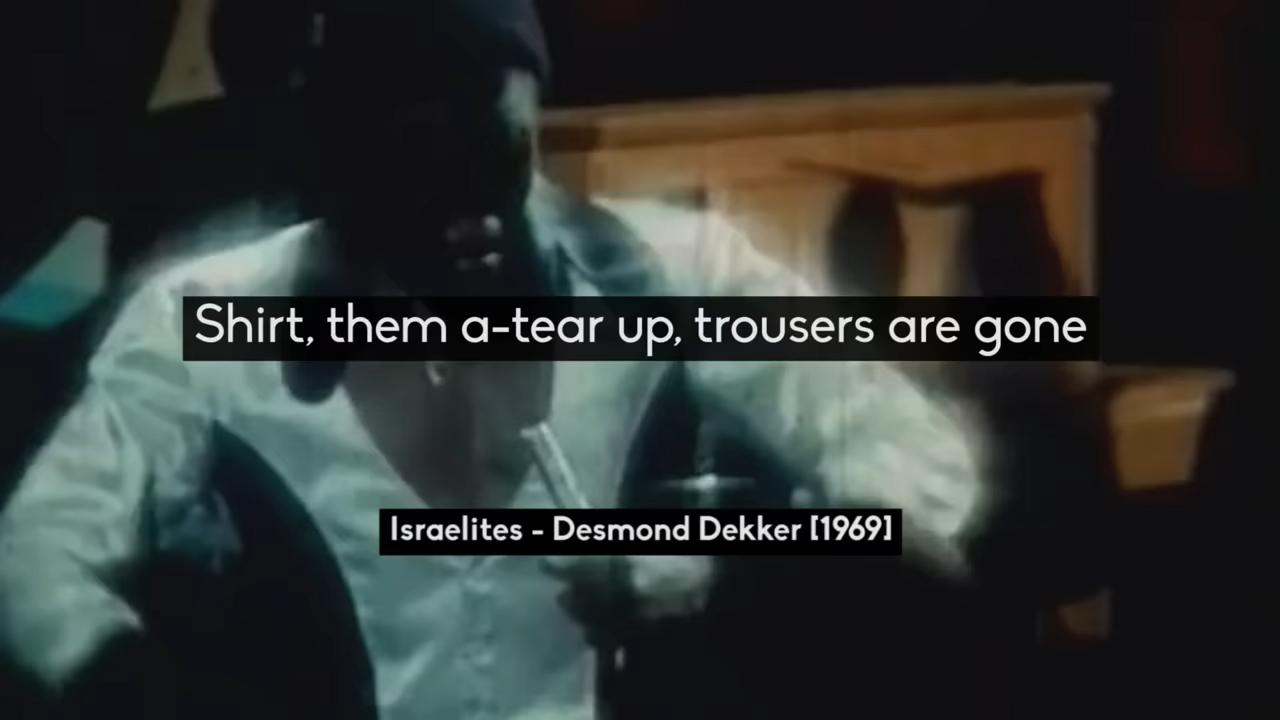 Shirt, them a-tear up, trousers are gone
Israelites - Desmond Dekker [1969]